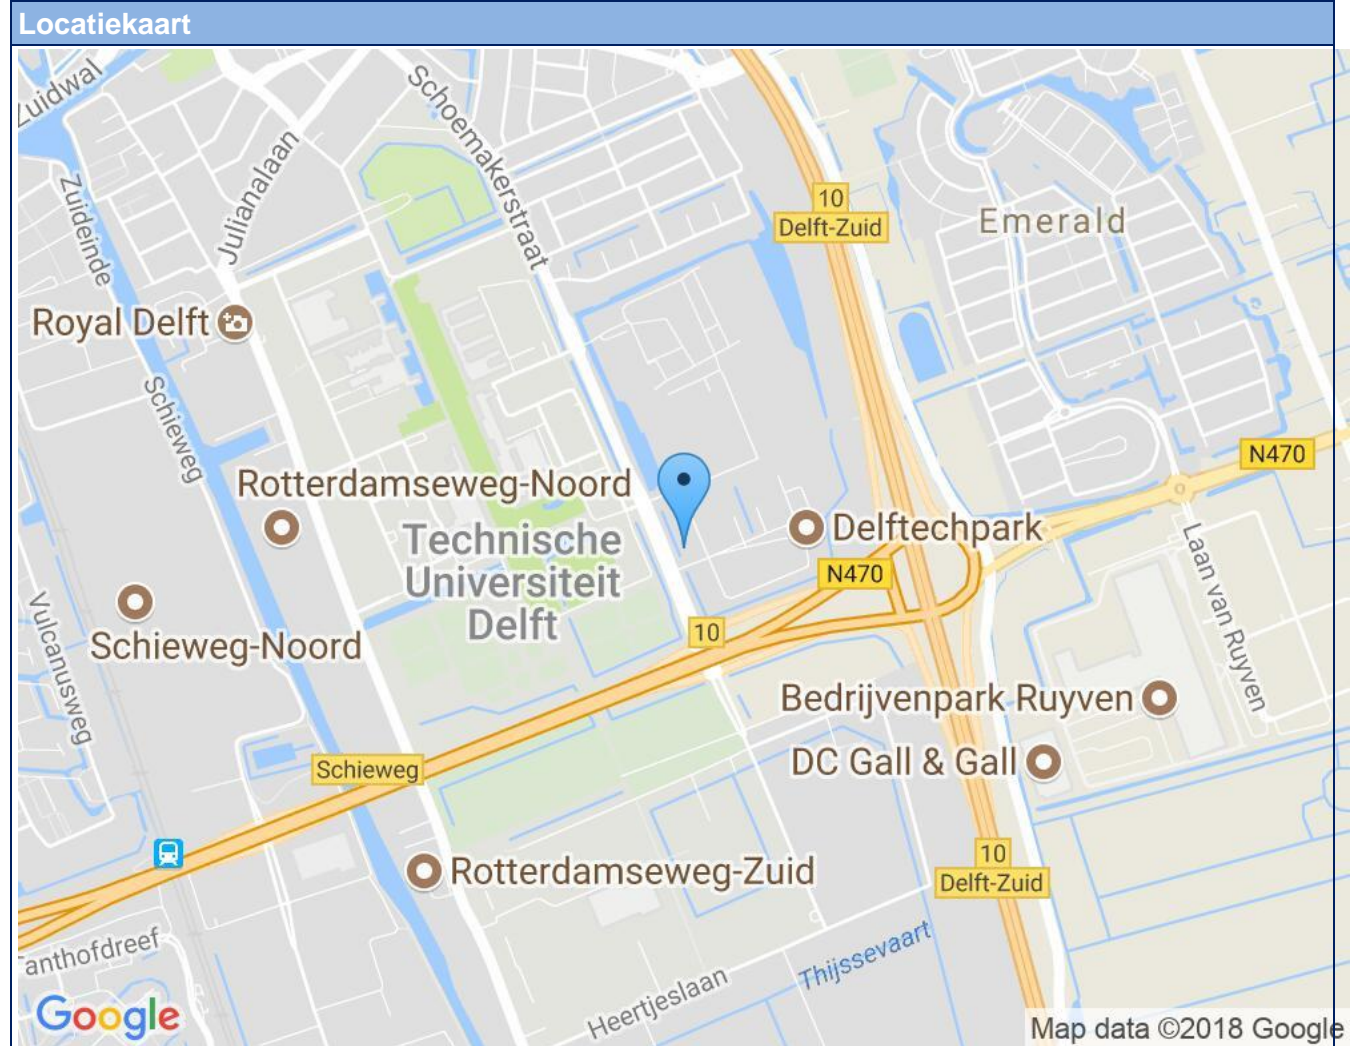 Locatiekaart
Zuidwal
Schoemakerstraat
Julianalaan
Zuideinde
10
Delft-Zuid
Emerald
Royal Delft
Schieweg
N470
Rotterdamseweg-Noord
Technische
Universiteit
Delft
Delftechpark
N470
Laan van Ruyven
Vulcanusweg
Schieweg-Noord
10
Bedrijvenpark Ruyven
DC Gall & Gall
Schieweg
Rotterdamseweg-Zuid
10
Delft-Zuid
anthofdreef
Thijssevaart
Heertjeslaan
Google
Map data ©2018 Google